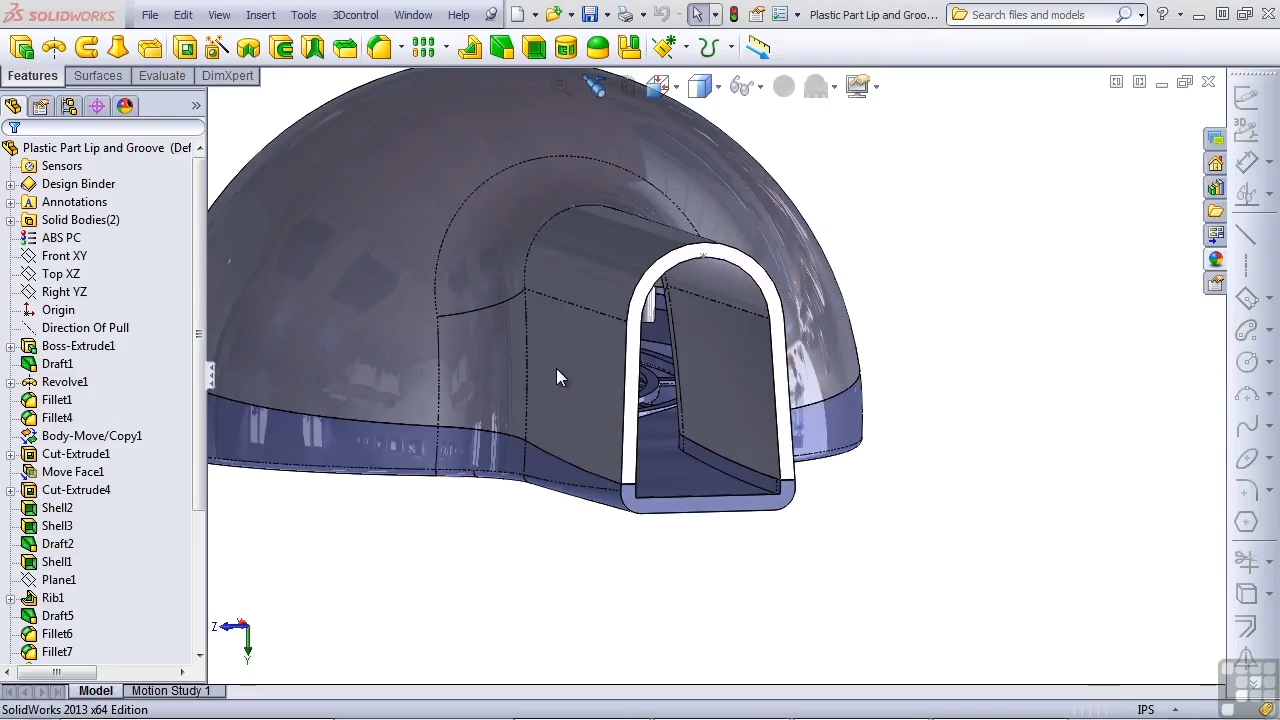 SOLIDWORKS File Edit View Insert Tools 3Dcontrol Window Help Plastic Part Lip and Groo... Search files and models ?
Features Surfaces Evaluate DimXpert
»
Plastic Part Lip and Groove (Def
Sensors
Design Binder
A Annotations
Solid Bodies(2)
ABS PC
Front XY
Top XZ
Right YZ
Origin
Direction Of Pull
Boss-Extrude1
Draft1
Revolve1
Fillet1
Fillet4
Body-Move/Copy1
Cut-Extrude1
Move Face1
Cut-Extrude4
Shell2
Shell3
Draft2
Shell1
Plane1
Rib1
Draft5
Fillet6
Fillet7
3D
Z
Y
Model Motion Study 1
SolidWorks 2013 x64 Edition IPS